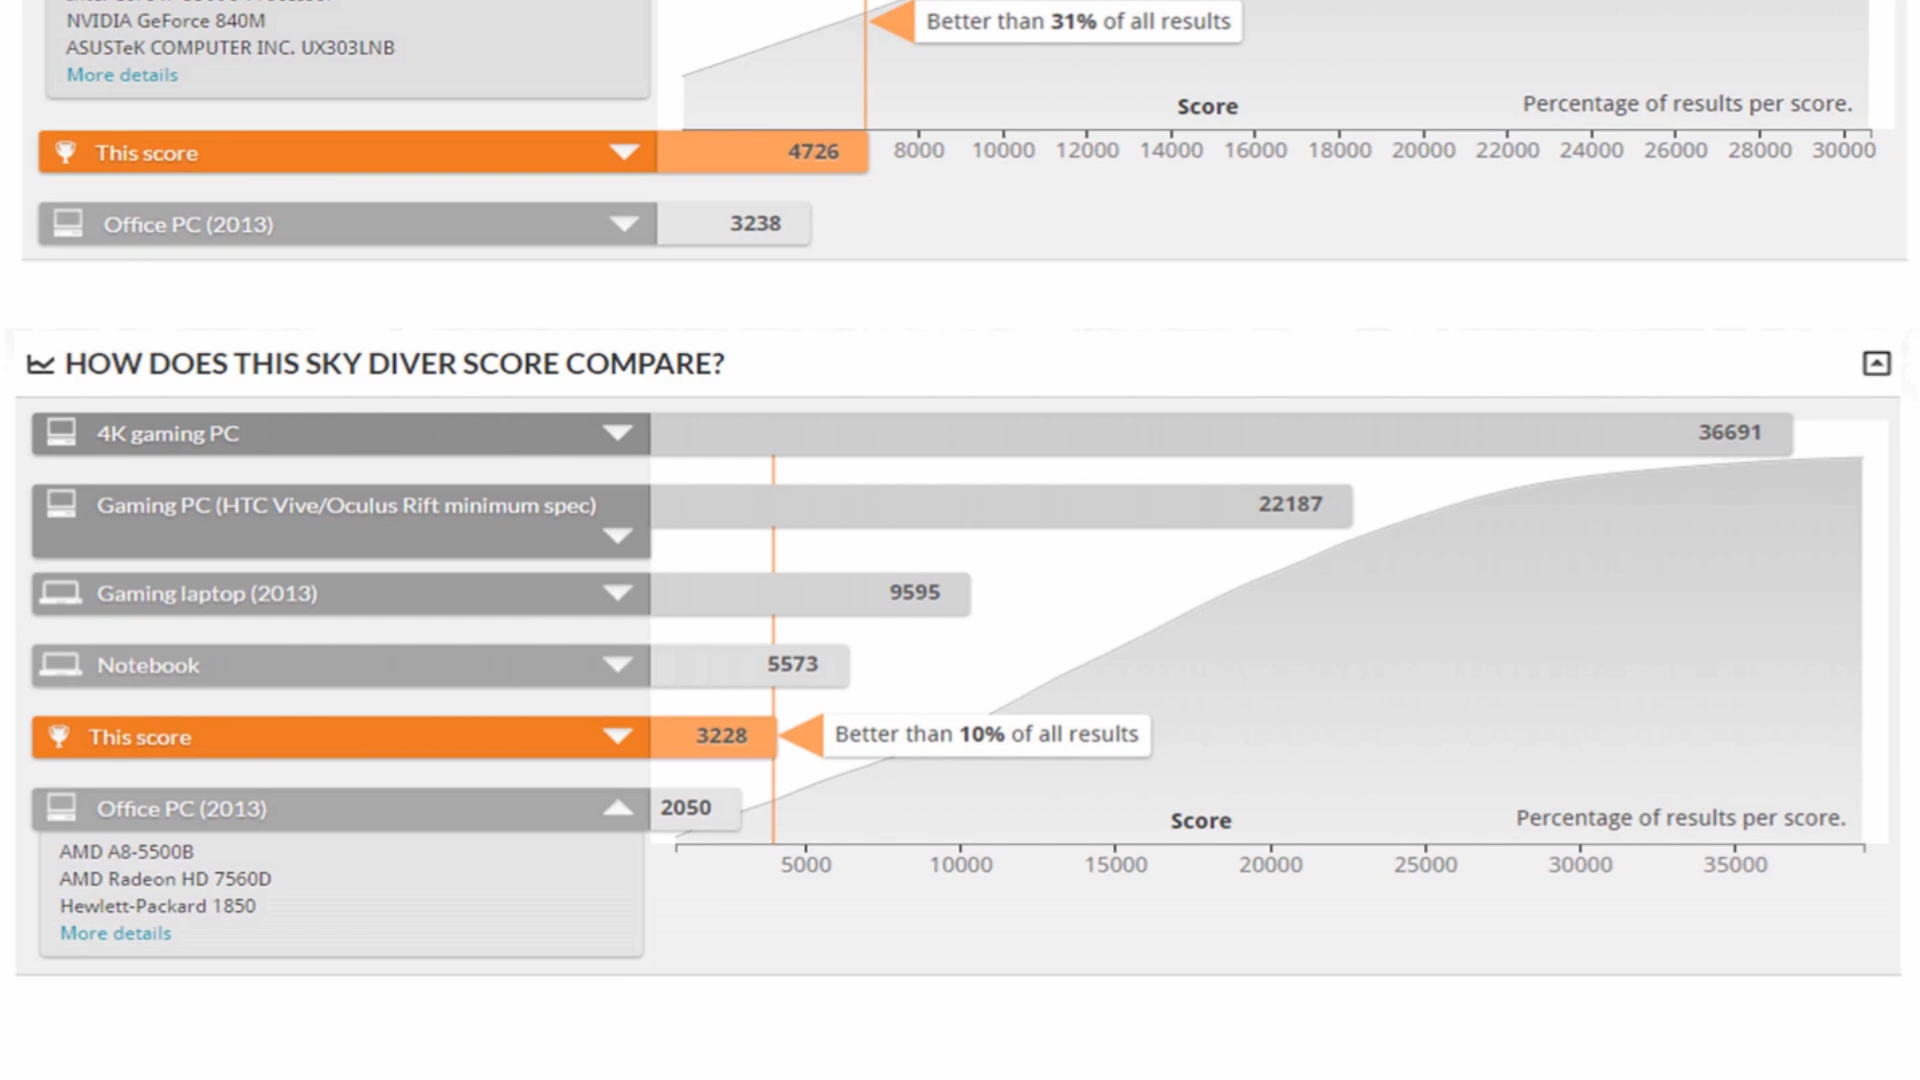 NVIDIA GeForce 840M
ASUSTeK COMPUTER INC. UX303LNB
More details
Better than 31% of all results
Score
Percentage of results per score.
8000 10000 12000 14000 16000 18000 20000 22000 24000 26000 28000 30000
This score 4726
Office PC (2013) 3238
HOW DOES THIS SKY DIVER SCORE COMPARE?
4K gaming PC 36691
Gaming PC (HTC Vive/Oculus Rift minimum spec) 22187
Gaming laptop (2013) 9595
Notebook 5573
This score 3228 Better than 10% of all results
Office PC (2013) 2050
Score
Percentage of results per score.
5000 10000 15000 20000 25000 30000 35000
AMD A8-5500B
AMD Radeon HD 7560D
Hewlett-Packard 1850
More details